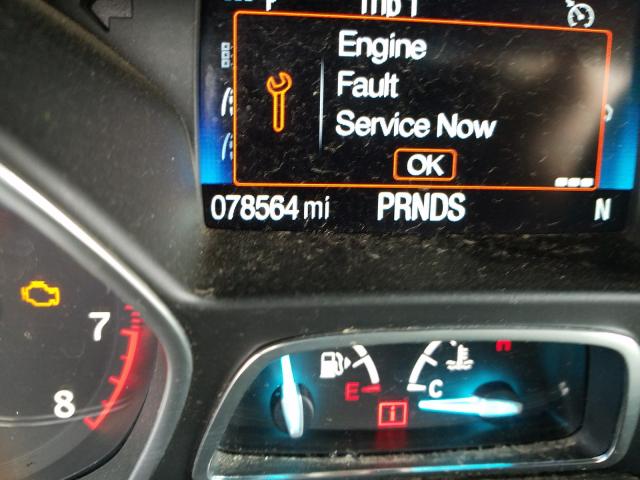 Engine
Fault
Service Now
OK
078564 mi PRNDS N
7
8
E
C
H
i